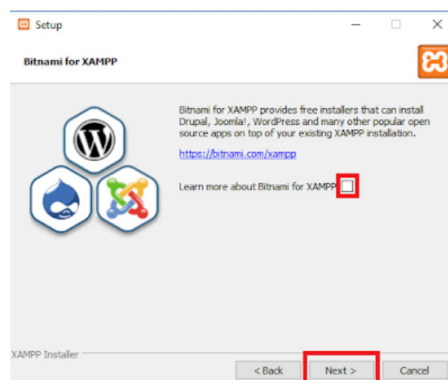 Setup
Bitnami for XAMPP
Bitnami for XAMPP provides free installers that can install
Drupal, Joomla!, WordPress and many other popular open
source apps on top of your existing XAMPP installation.
https://bitnami.com/xampp
Learn more about Bitnami for XAMPP
XAMPP Installer
< Back
Next >
Cancel